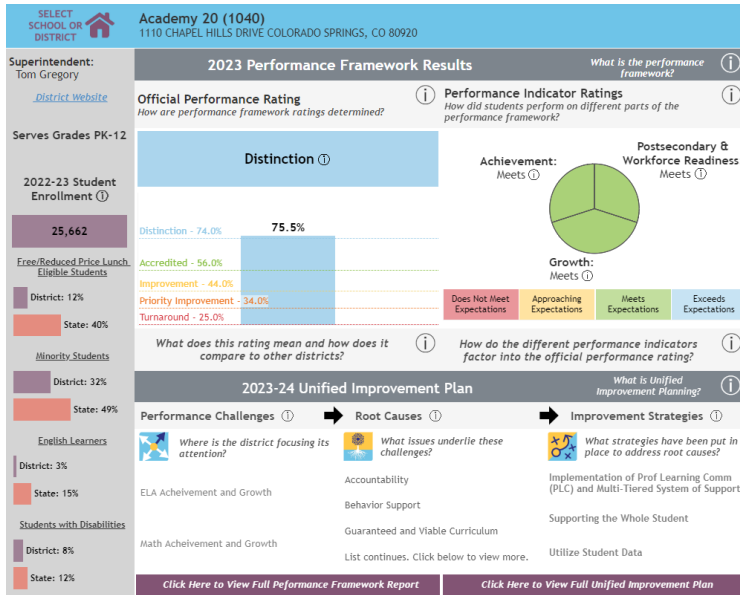 SELECT
SCHOOL OR
DISTRICT
Academy 20 (1040)
1110 CHAPEL HILLS DRIVE COLORADO SPRINGS, CO 80920
Superintendent:
Tom Gregory
District Website
Serves Grades PK-12
2022-23 Student
Enrollment ⓘ
25,662
Free/Reduced Price Lunch
Eligible Students
District: 12%
State: 40%
Minority Students
District: 32%
State: 49%
English Learners
District: 3%
State: 15%
Students with Disabilities
District: 8%
State: 12%
2023 Performance Framework Results
What is the performance
framework?
ⓘ
Official Performance Rating
How are performance framework ratings determined?
ⓘ
Distinction ⓘ
75.5%
Distinction - 74.0%
Accredited - 56.0%
Improvement - 44.0%
Priority Improvement - 34.0%
Turnaround - 25.0%
What does this rating mean and how does it
compare to other districts?
ⓘ
Performance Indicator Ratings
How did students perform on different parts of the
performance framework?
ⓘ
Achievement:
Meets ⓘ
Postsecondary &
Workforce Readiness
Meets ⓘ
Growth:
Meets ⓘ
Does Not Meet
Expectations
Approaching
Expectations
Meets
Expectations
Exceeds
Expectations
How do the different performance indicators
factor into the official performance rating?
ⓘ
2023-24 Unified Improvement Plan
What is Unified
Improvement Planning?
ⓘ
Performance Challenges ⓘ
Where is the district focusing its
attention?
ELA Acheivement and Growth
Math Acheivement and Growth
Root Causes ⓘ
What issues underlie these
challenges?
Accountability
Behavior Support
Guaranteed and Viable Curriculum
List continues. Click below to view more.
Improvement Strategies ⓘ
What strategies have been put in
place to address root causes?
Implementation of Prof Learning Comm
(PLC) and Multi-Tiered System of Support
Supporting the Whole Student
Utilize Student Data
Click Here to View Full Peformance Framework Report
Click Here to View Full Unified Improvement Plan